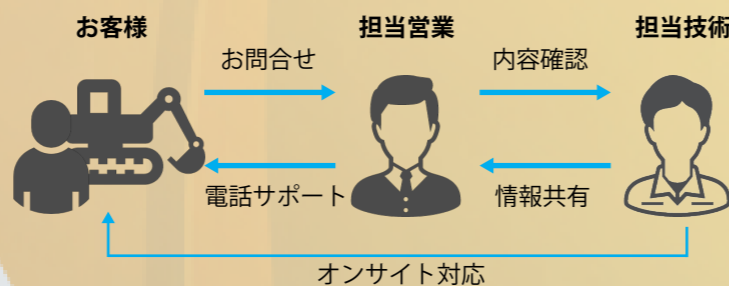 お客様
担当営業
担当技術
お問合せ
内容確認
電話サポート
情報共有
オンサイト対応